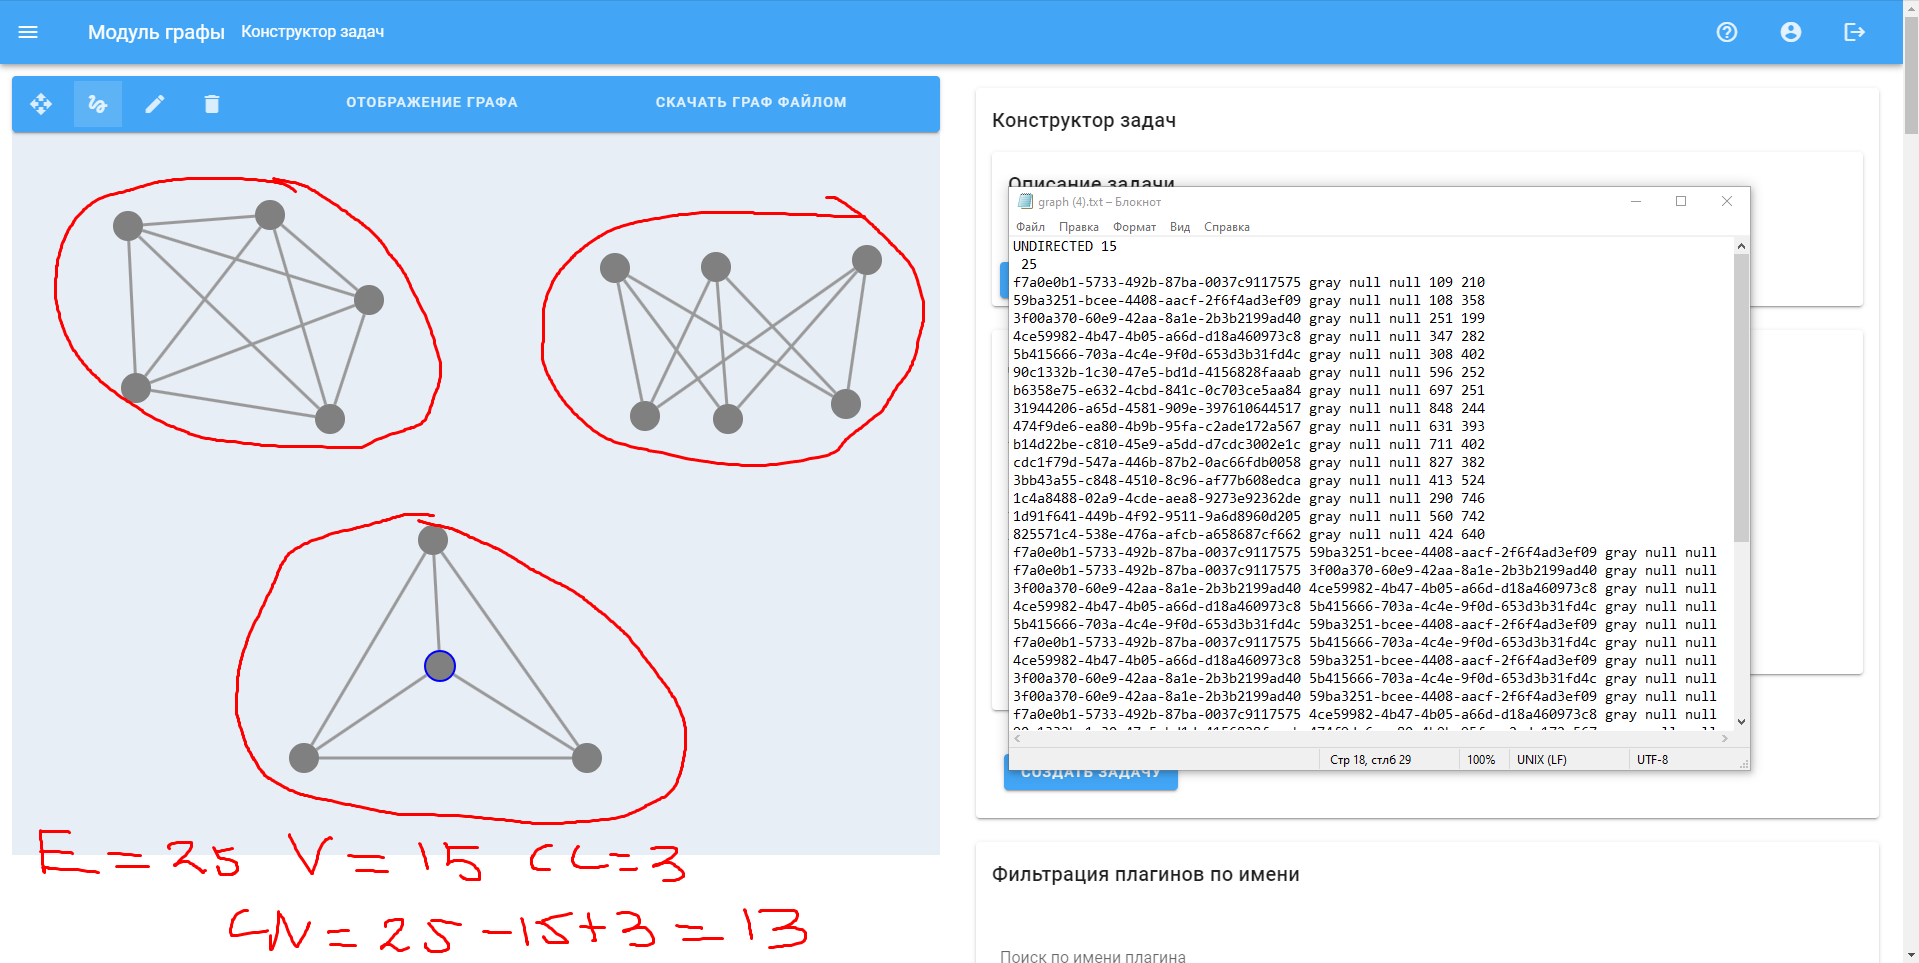 Модуль графы Конструктор задач
ОТОБРАЖЕНИЕ ГРАФА СКАЧАТЬ ГРАФ ФАЙЛОМ
E = 25 V = 15 CC = 3
CN = 25 - 15 + 3 = 13
Конструктор задач
Описание задачи
graph (4).txt – Блокнот
Файл Правка Формат Вид Справка
UNDIRECTED 15
25
f7a0e0b1-5733-492b-87ba-0037c9117575 gray null null 109 210
59ba3251-bcee-4408-aacf-2f6f4ad3ef09 gray null null 108 358
3f00a370-60e9-42aa-8a1e-2b3b2199ad40 gray null null 251 199
4ce59982-4b47-4b05-a66d-d18a460973c8 gray null null 347 282
5b415666-703a-4c4e-9f0d-653d3b31fd4c gray null null 308 402
90c1332b-1c30-47e5-bd1d-4156828faaab gray null null 596 252
b6358e75-e632-4cbd-841c-0c703ce5aa84 gray null null 697 251
31944206-a65d-4581-909e-397610644517 gray null null 848 244
474f9de6-ea80-4b9b-95fa-c2ade172a567 gray null null 631 393
b14d22be-c810-45e9-a5dd-d7cdc3002e1c gray null null 711 402
cdc1f79d-547a-446b-87b2-0ac66fdb0058 gray null null 827 382
3bb43a55-c848-4510-8c96-af77b608edca gray null null 413 524
1c4a8488-02a9-4cde-aea8-9273e92362de gray null null 290 746
1d91f641-449b-4f92-9511-9a6d8960d205 gray null null 560 742
825571c4-538e-476a-afcb-a658687cf662 gray null null 424 640
f7a0e0b1-5733-492b-87ba-0037c9117575 59ba3251-bcee-4408-aacf-2f6f4ad3ef09 gray null null
f7a0e0b1-5733-492b-87ba-0037c9117575 3f00a370-60e9-42aa-8a1e-2b3b2199ad40 gray null null
3f00a370-60e9-42aa-8a1e-2b3b2199ad40 4ce59982-4b47-4b05-a66d-d18a460973c8 gray null null
4ce59982-4b47-4b05-a66d-d18a460973c8 5b415666-703a-4c4e-9f0d-653d3b31fd4c gray null null
5b415666-703a-4c4e-9f0d-653d3b31fd4c 59ba3251-bcee-4408-aacf-2f6f4ad3ef09 gray null null
f7a0e0b1-5733-492b-87ba-0037c9117575 5b415666-703a-4c4e-9f0d-653d3b31fd4c gray null null
4ce59982-4b47-4b05-a66d-d18a460973c8 59ba3251-bcee-4408-aacf-2f6f4ad3ef09 gray null null
3f00a370-60e9-42aa-8a1e-2b3b2199ad40 5b415666-703a-4c4e-9f0d-653d3b31fd4c gray null null
3f00a370-60e9-42aa-8a1e-2b3b2199ad40 59ba3251-bcee-4408-aacf-2f6f4ad3ef09 gray null null
f7a0e0b1-5733-492b-87ba-0037c9117575 4ce59982-4b47-4b05-a66d-d18a460973c8 gray null null
Стр 18, стлб 29 100% UNIX (LF) UTF-8
СОЗДАТЬ ЗАДАЧУ
Фильтрация плагинов по имени
Поиск по имени плагина